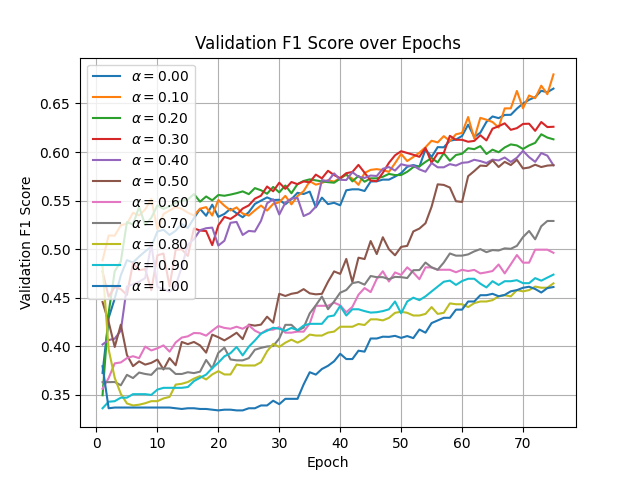 Validation F1 Score over Epochs
Validation F1 Score
0.65
0.60
0.55
0.50
0.45
0.40
0.35
α = 0.00
α = 0.10
α = 0.20
α = 0.30
α = 0.40
α = 0.50
α = 0.60
α = 0.70
α = 0.80
α = 0.90
α = 1.00
0 10 20 30 40 50 60 70
Epoch